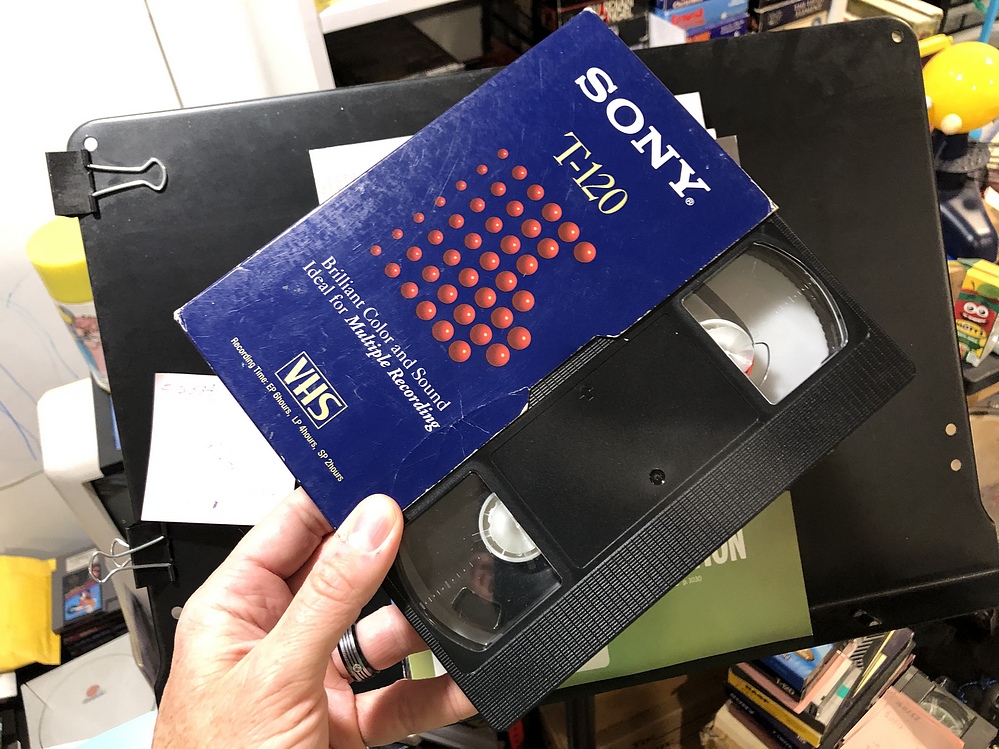 SONY®
T-120
Brilliant Color and Sound
Ideal for Multiple Recording
VHS
Recording Time: EP 6hours, LP 4hours, SP 2hours